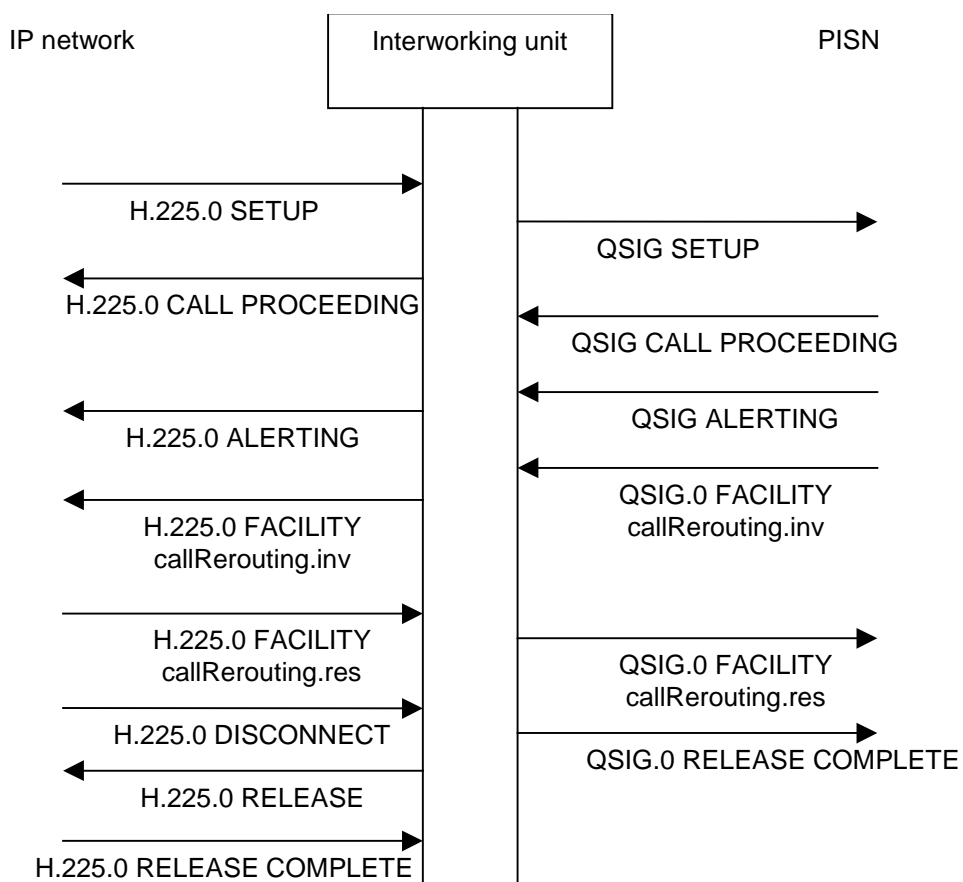 IP network
Interworking unit
PISN
H.225.0 SETUP
QSIG SETUP
H.225.0 CALL PROCEEDING
QSIG CALL PROCEEDING
QSIG ALERTING
H.225.0 ALERTING
QSIG.0 FACILITY
callRerouting.inv
H.225.0 FACILITY
callRerouting.inv
H.225.0 FACILITY
callRerouting.res
QSIG.0 FACILITY
callRerouting.res
H.225.0 DISCONNECT
QSIG.0 RELEASE COMPLETE
H.225.0 RELEASE
H.225.0 RELEASE COMPLETE